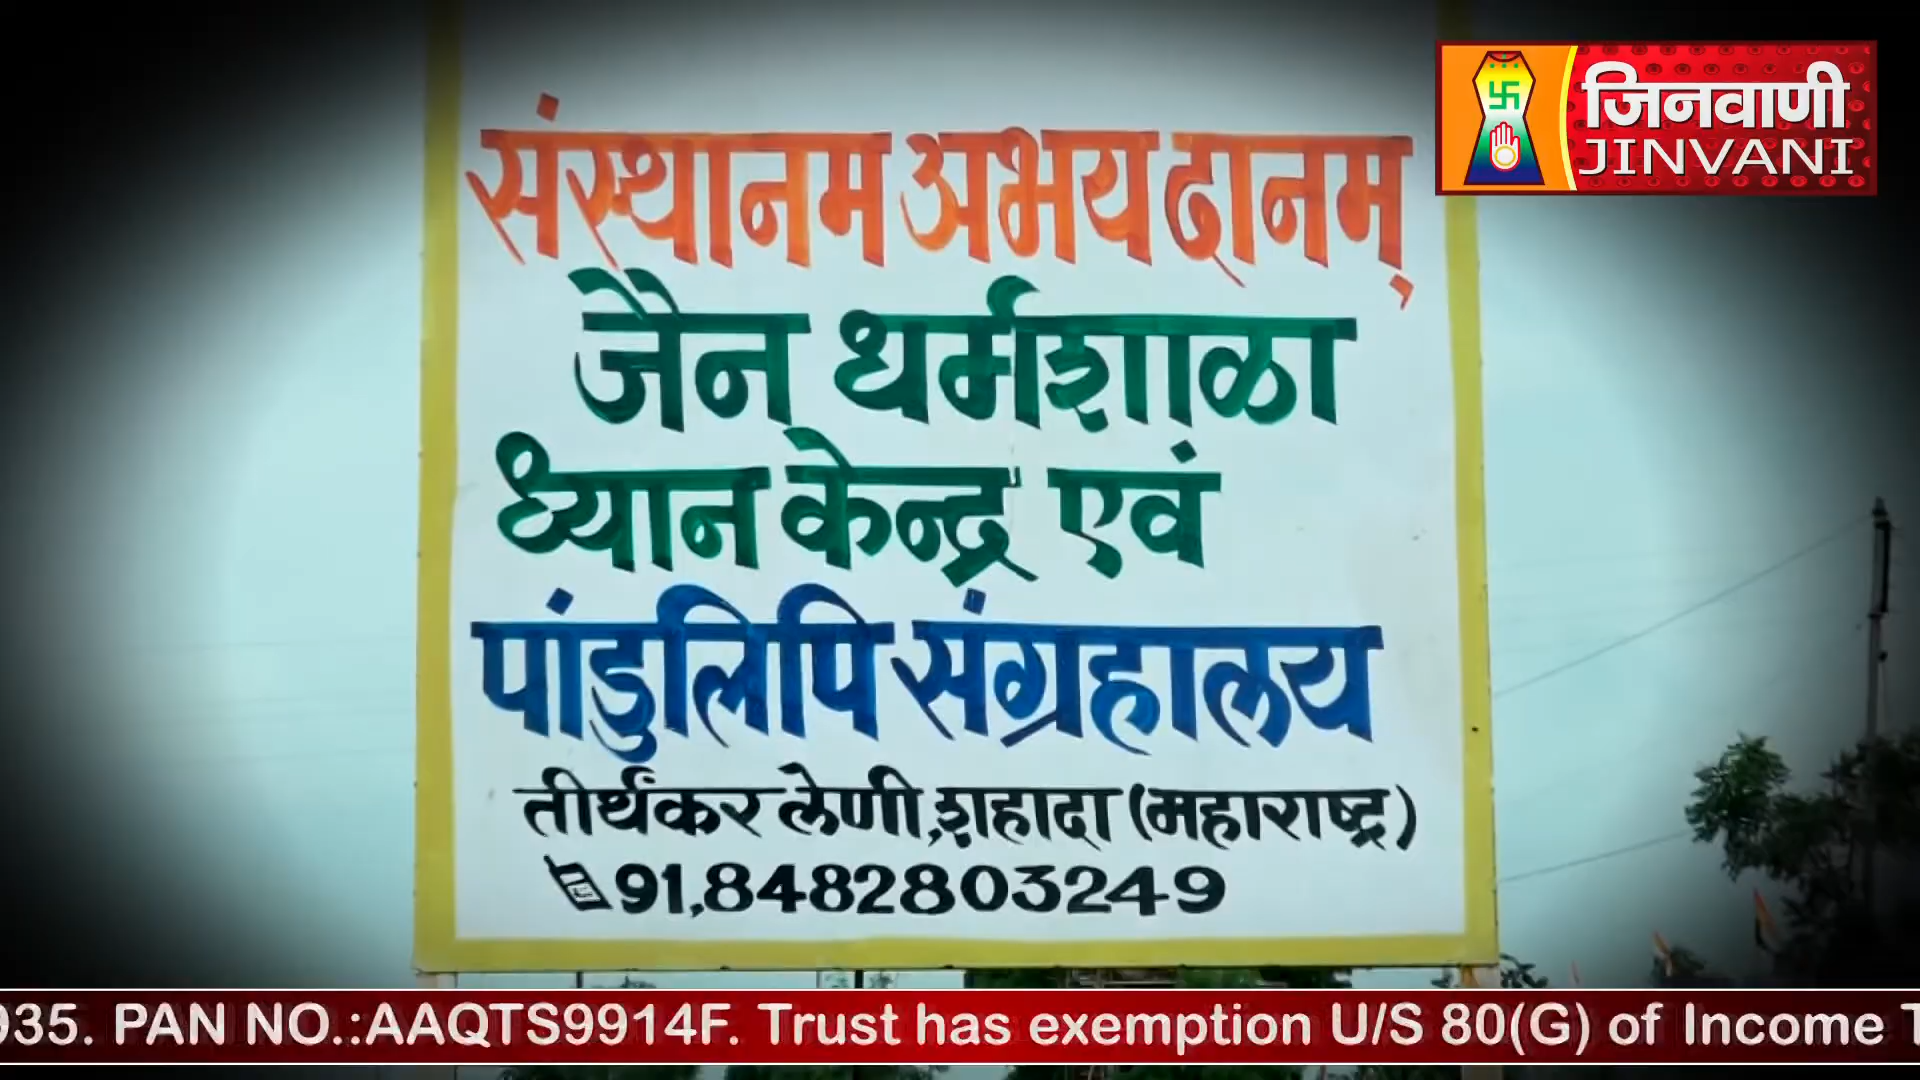 संस्थानम अभय दानम्
जिनवाणी
JINVANI
जैन धर्मशाळा
ध्यान केन्द्र एवं
पांडुलिपि संग्रहालय
तीर्थंकर लेणी,शहादा (महाराष्ट्र)
91,8482803249
935. PAN NO.:AAQTS9914F. Trust has exemption U/S 80(G) of Income T